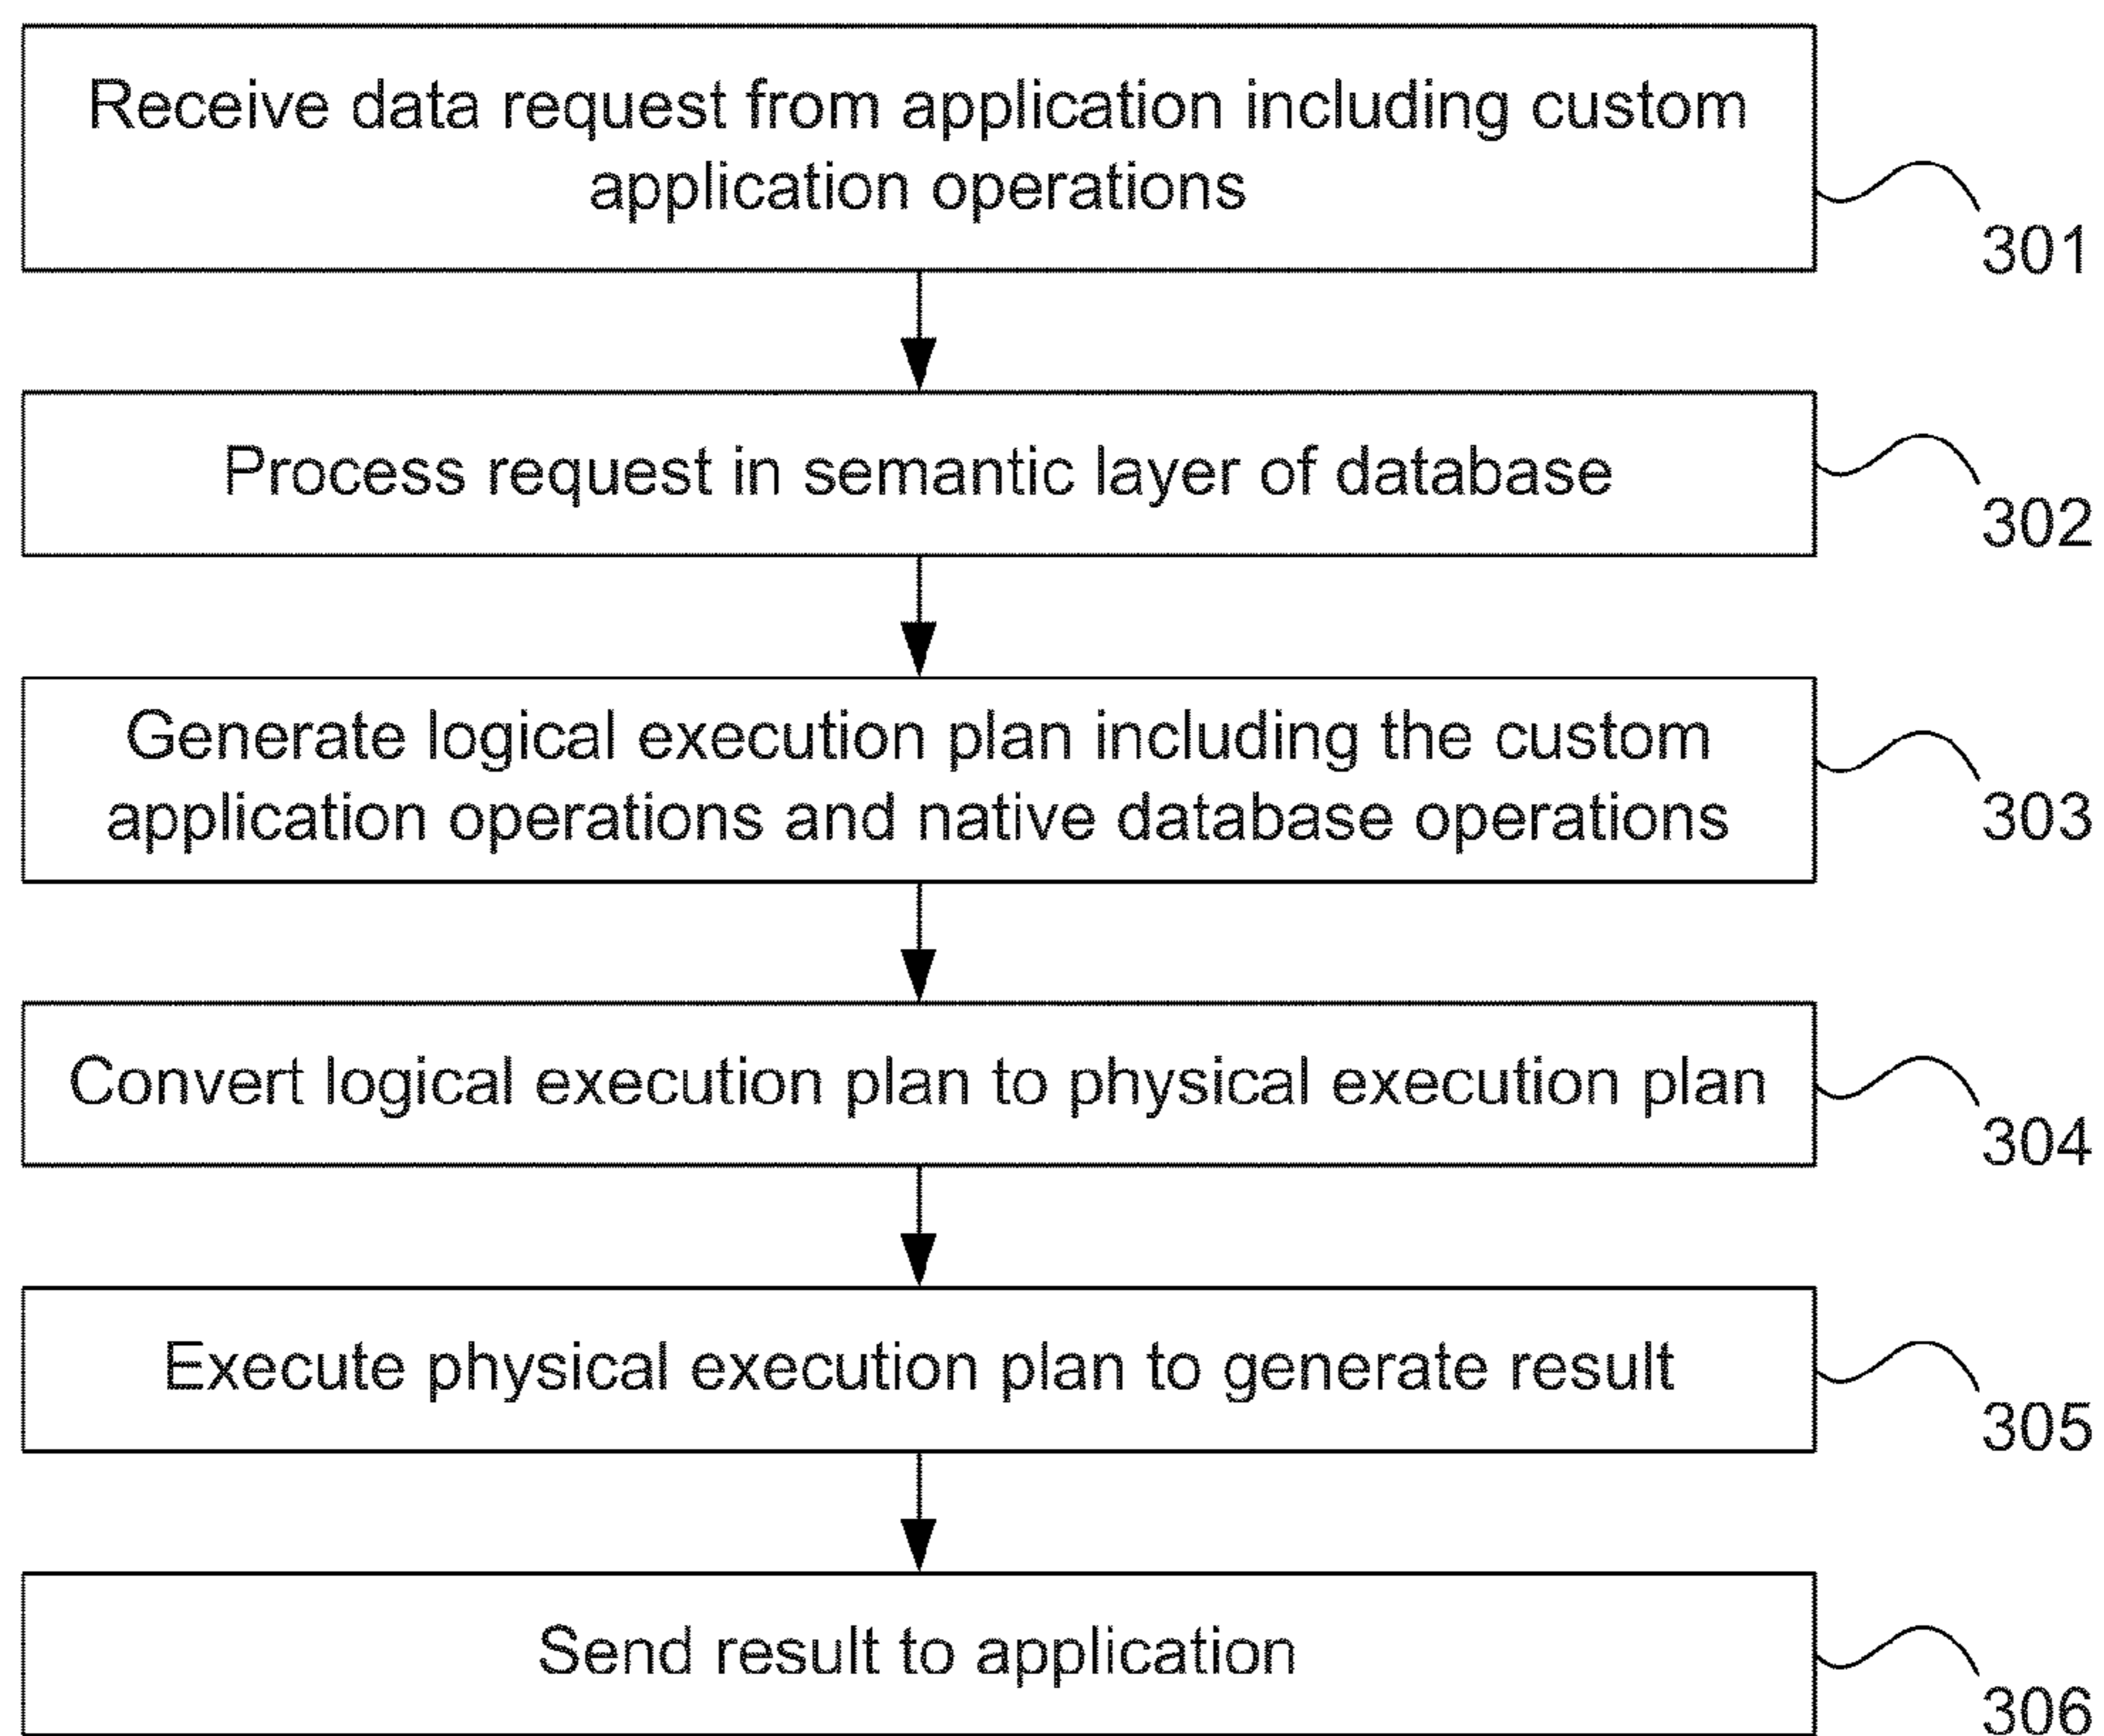 Receive data request from application including custom
application operations
301
Process request in semantic layer of database
302
Generate logical execution plan including the custom
application operations and native database operations
303
Convert logical execution plan to physical execution plan
304
Execute physical execution plan to generate result
305
Send result to application
306